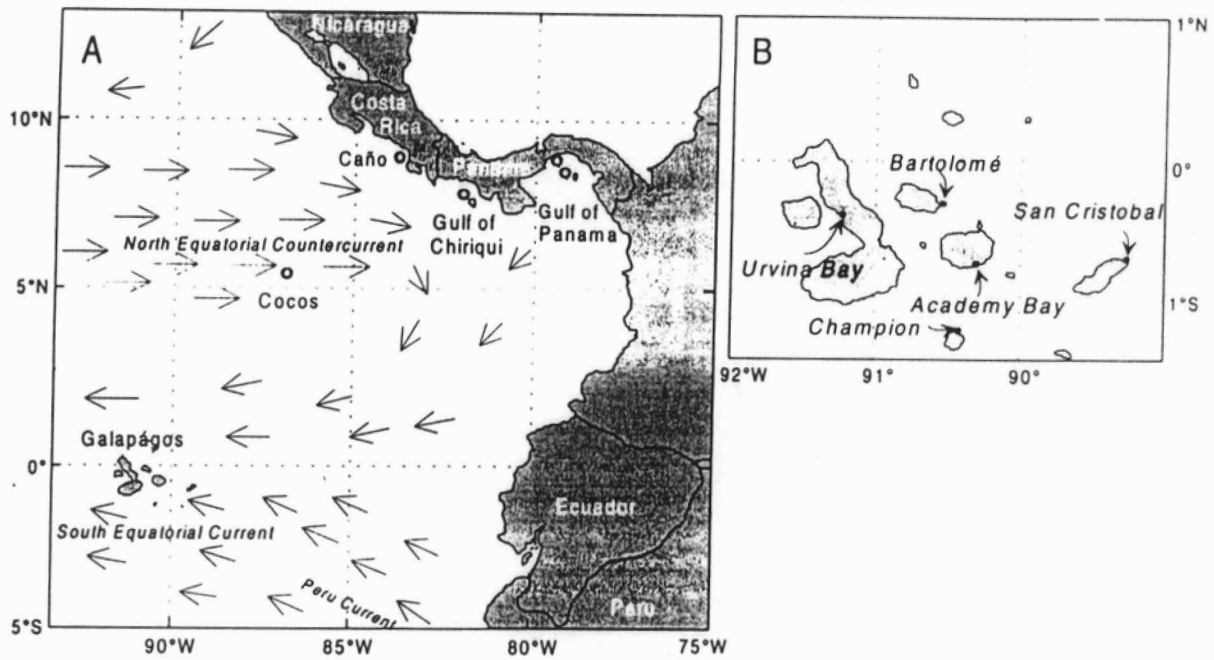 A
Nicaragua
10°N
Costa
Rica
Caño
Panama
Gulf of
Chiriqui
Gulf of
Panama
North Equatorial Countercurrent
5°N
Cocos
Galapágos
0°
Ecuador
South Equatorial Current
Peru Current
Peru
5°S
90°W
85°W
80°W
75°W
B
1°N
Bartolomé
0°
San Cristobal
Urvina Bay
Academy Bay
1°S
Champion
92°W
91°
90°